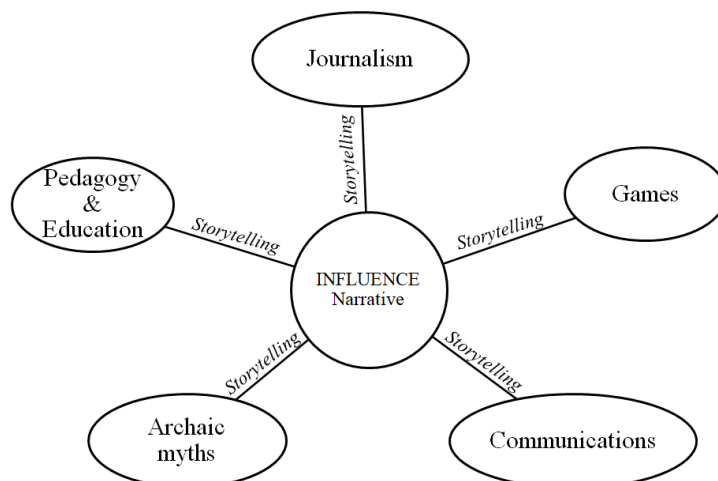 Journalism
Storytelling
Pedagogy
&
Education
Storytelling
Games
Storytelling
INFLUENCE
Narrative
Storytelling
Storytelling
Archaic
myths
Communications